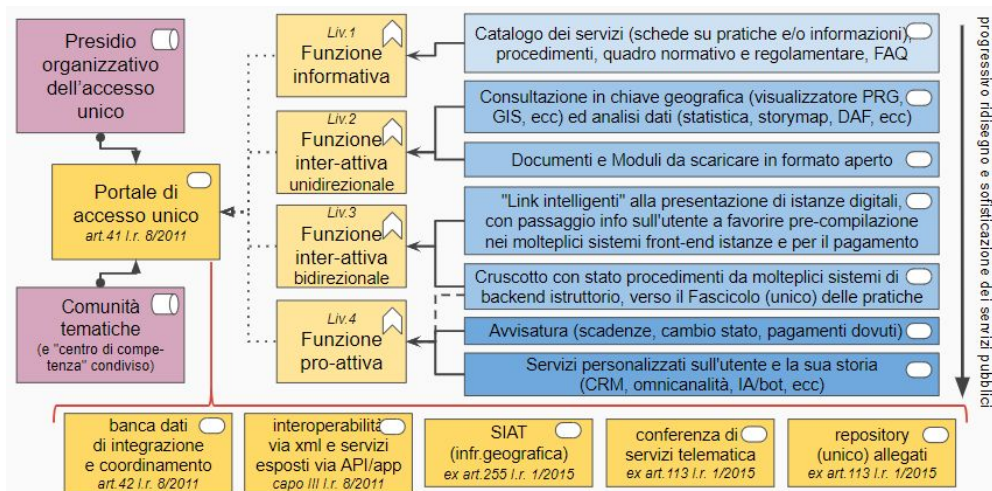 Presidio
organizzativo
dell'accesso
unico
Portale di
accesso unico
art.41 l.r. 8/2011
Comunità
tematiche
(e "centro di compe-
tenza" condiviso)
Liv.1
Funzione
informativa
Liv.2
Funzione
inter-attiva
unidirezionale
Liv.3
Funzione
inter-attiva
bidirezionale
Liv.4
Funzione
pro-attiva
Catalogo dei servizi (schede su pratiche e/o informazioni),
procedimenti, quadro normativo e regolamentare, FAQ
Consultazione in chiave geografica (visualizzatore PRG,
GIS, ecc) ed analisi dati (statistica, storymap, DAF, ecc)
Documenti e Moduli da scaricare in formato aperto
"Link intelligenti" alla presentazione di istanze digitali,
con passaggio info sull'utente a favorire pre-compilazione
nei molteplici sistemi front-end istanze e per il pagamento
Cruscotto con stato procedimenti da molteplici sistemi di
backend istruttorio, verso il Fascicolo (unico) delle pratiche
Avvisatura (scadenze, cambio stato, pagamenti dovuti)
Servizi personalizzati sull'utente e la sua storia
(CRM, omnicanalità, IA/bot, ecc)
progressivo ridisegno e sofisticazione dei servizi pubblici
banca dati
di integrazione
e coordinamento
art.42 l.r. 8/2011
interoperabilità
via xml e servizi
esposti via API/app
capo III l.r. 8/2011
SIAT
(infr.geografica)
ex art.255 l.r. 1/2015
conferenza di
servizi telematica
ex art.113 l.r. 1/2015
repository
(unico) allegati
ex art.113 l.r. 1/2015